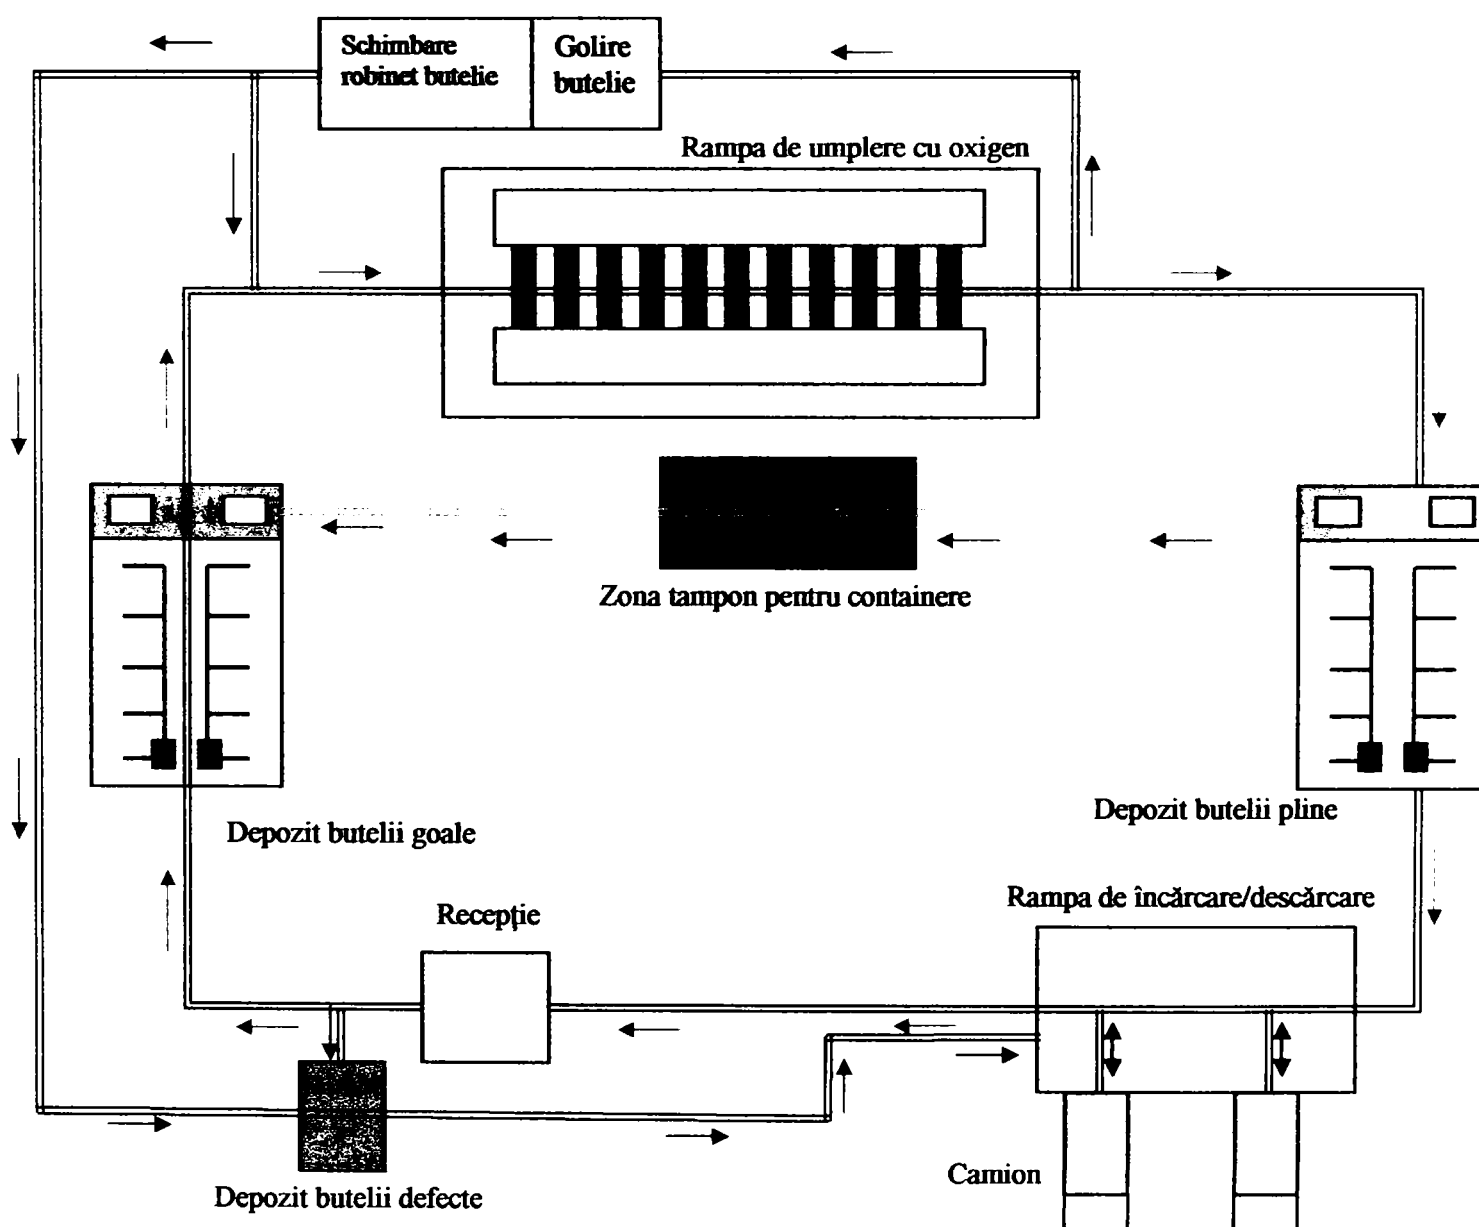 Schimbare
robinet butelie
Golire
butelie
Rampa de umplere cu oxigen
Zona tampon pentru containere
Depozit butelii goale
Depozit butelii pline
Recepție
Rampa de încărcare/descărcare
Camion
Depozit butelii defecte